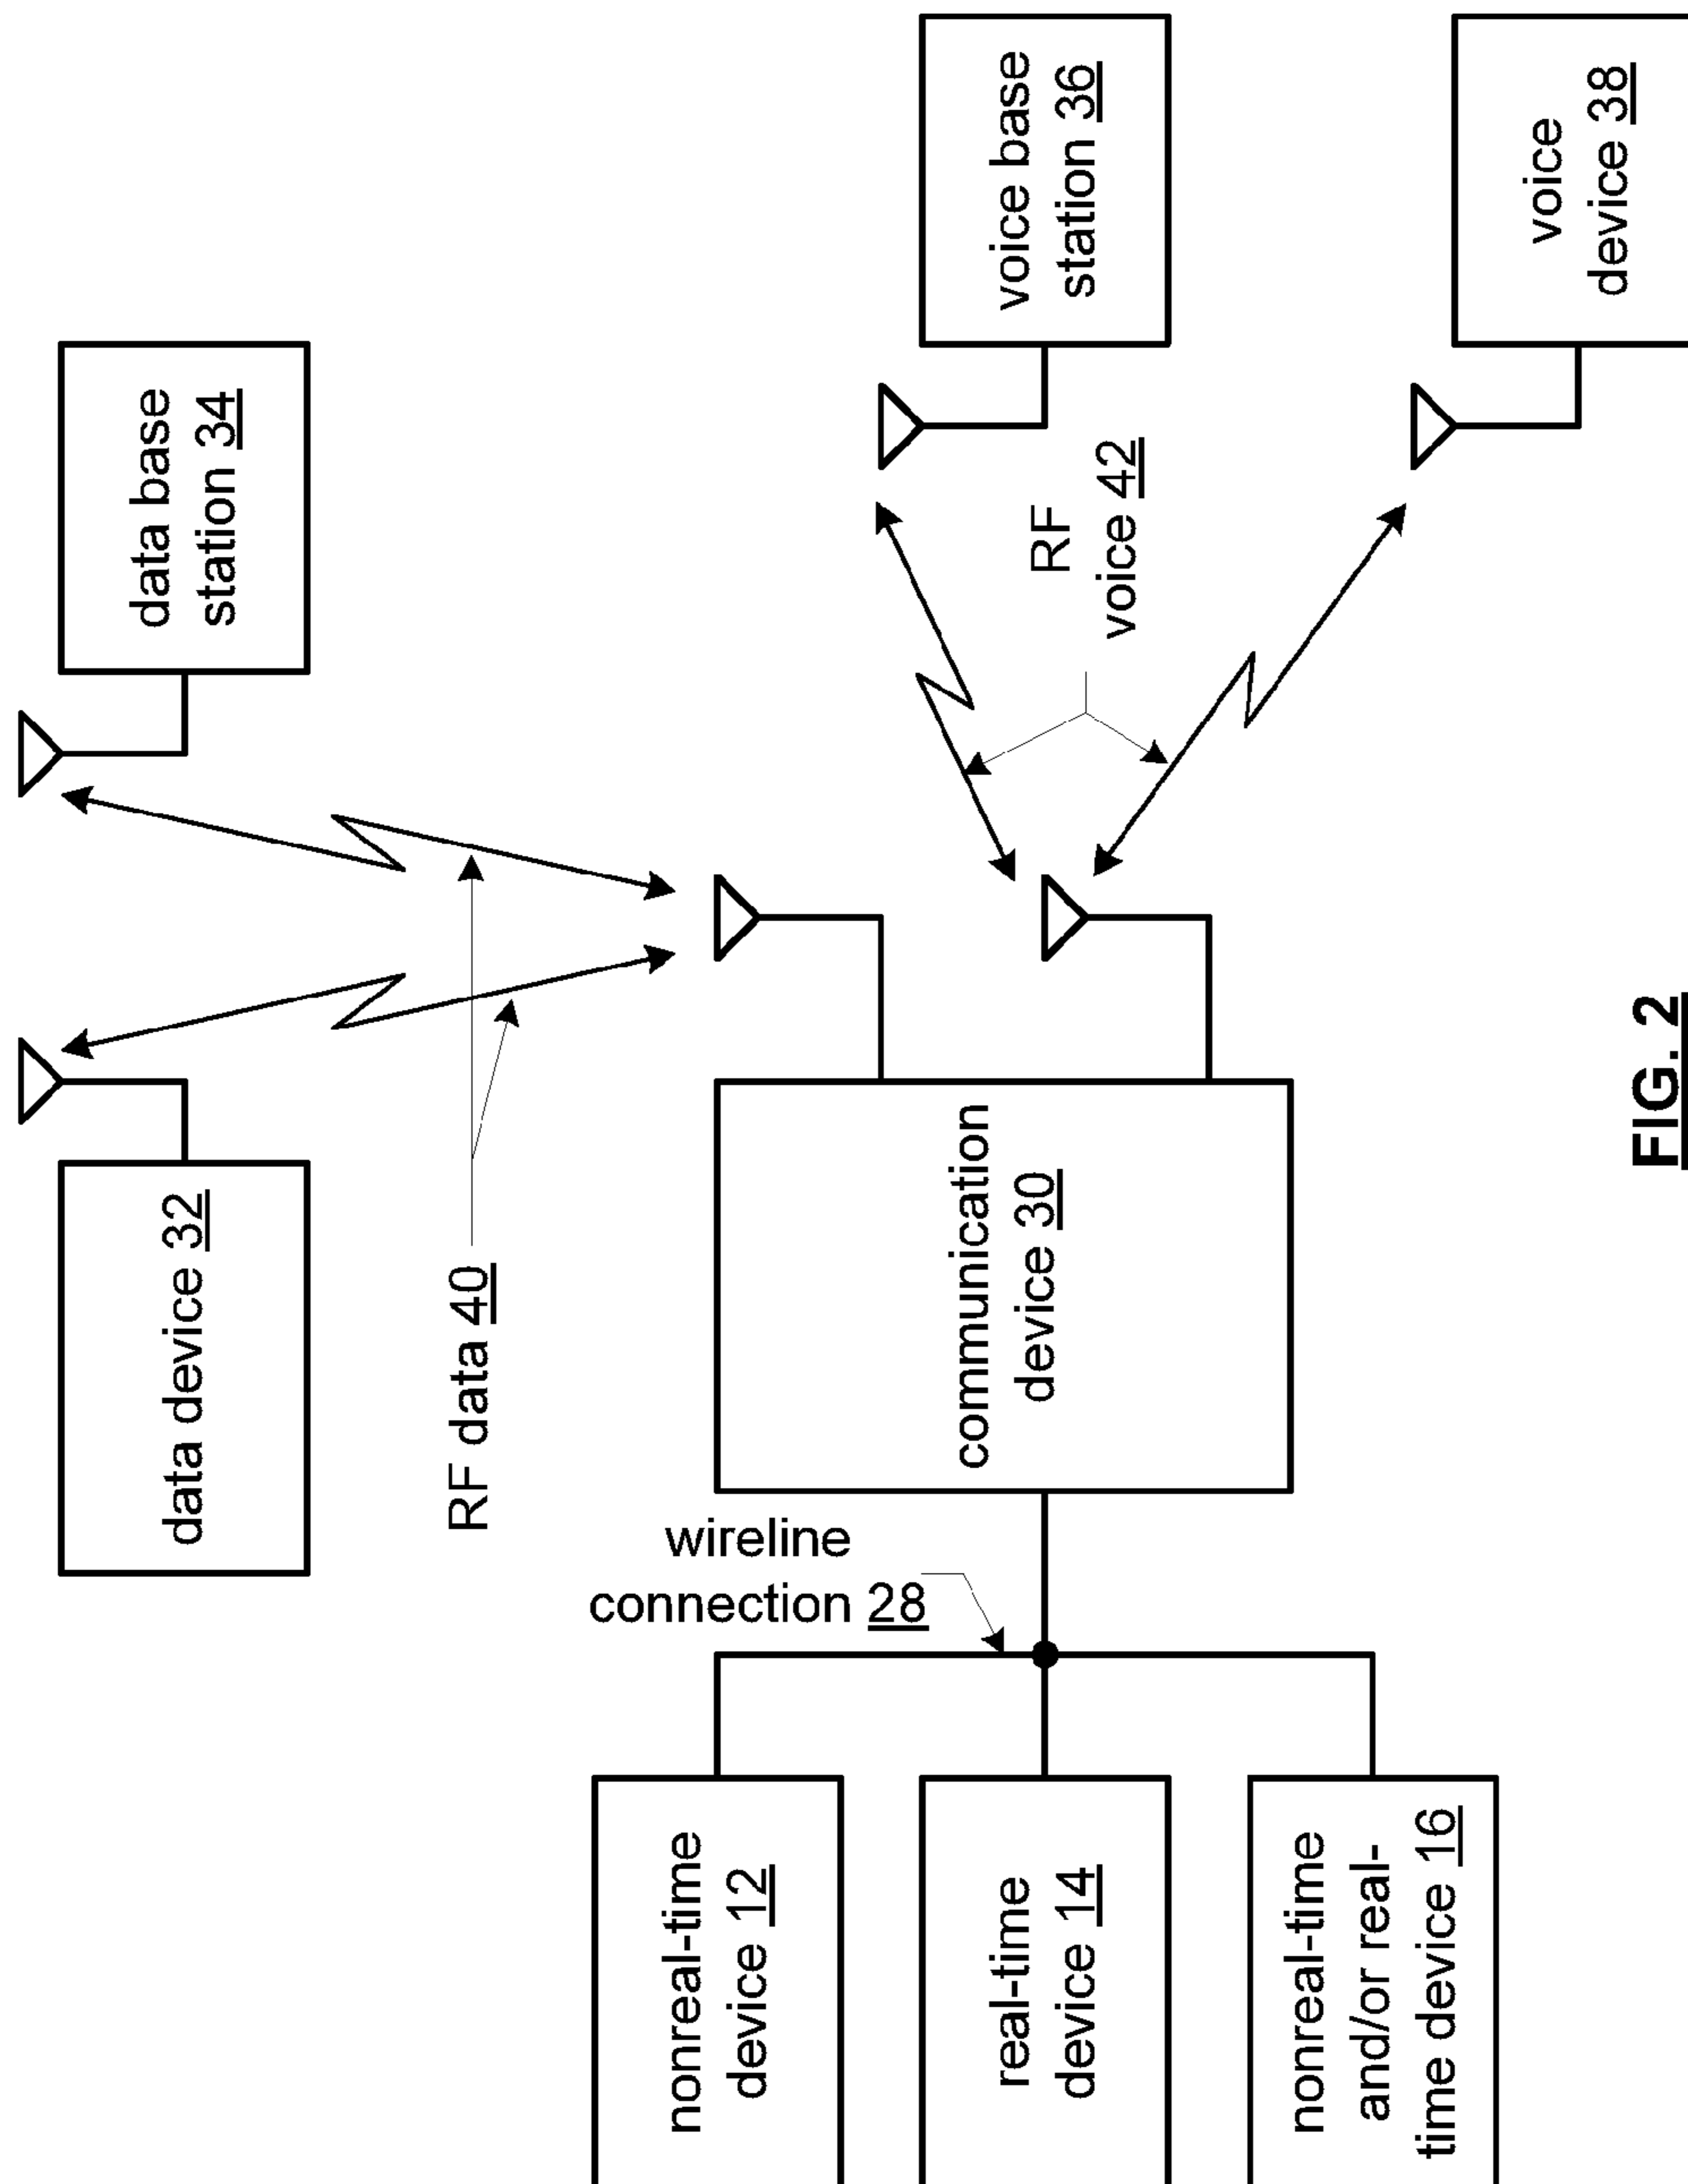 data device 32
data base
station 34
RF data 40
wireline
connection 28
nonreal-time
device 12
real-time
device 14
nonreal-time
and/or real-
time device 16
communication
device 30
RF
voice 42
voice base
station 36
voice
device 38
FIG. 2